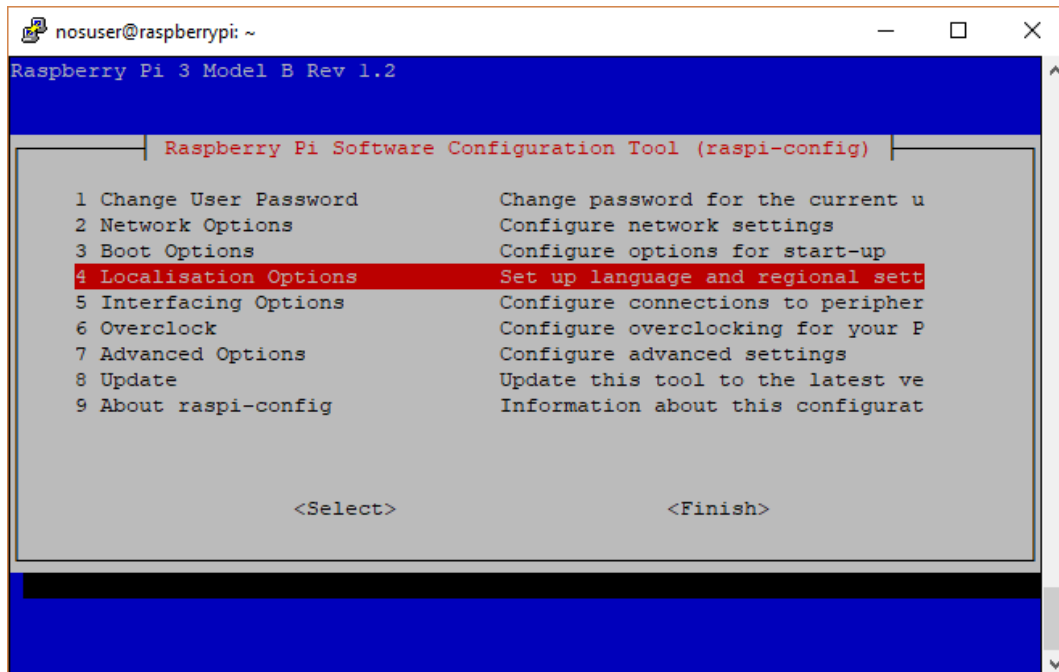 nosuser@raspberrypi: ~
Raspberry Pi 3 Model B Rev 1.2
Raspberry Pi Software Configuration Tool (raspi-config)
1 Change User Password Change password for the current u
2 Network Options Configure network settings
3 Boot Options Configure options for start-up
4 Localisation Options Set up language and regional sett
5 Interfacing Options Configure connections to peripher
6 Overclock Configure overclocking for your P
7 Advanced Options Configure advanced settings
8 Update Update this tool to the latest ve
9 About raspi-config Information about this configurat
<Select> <Finish>